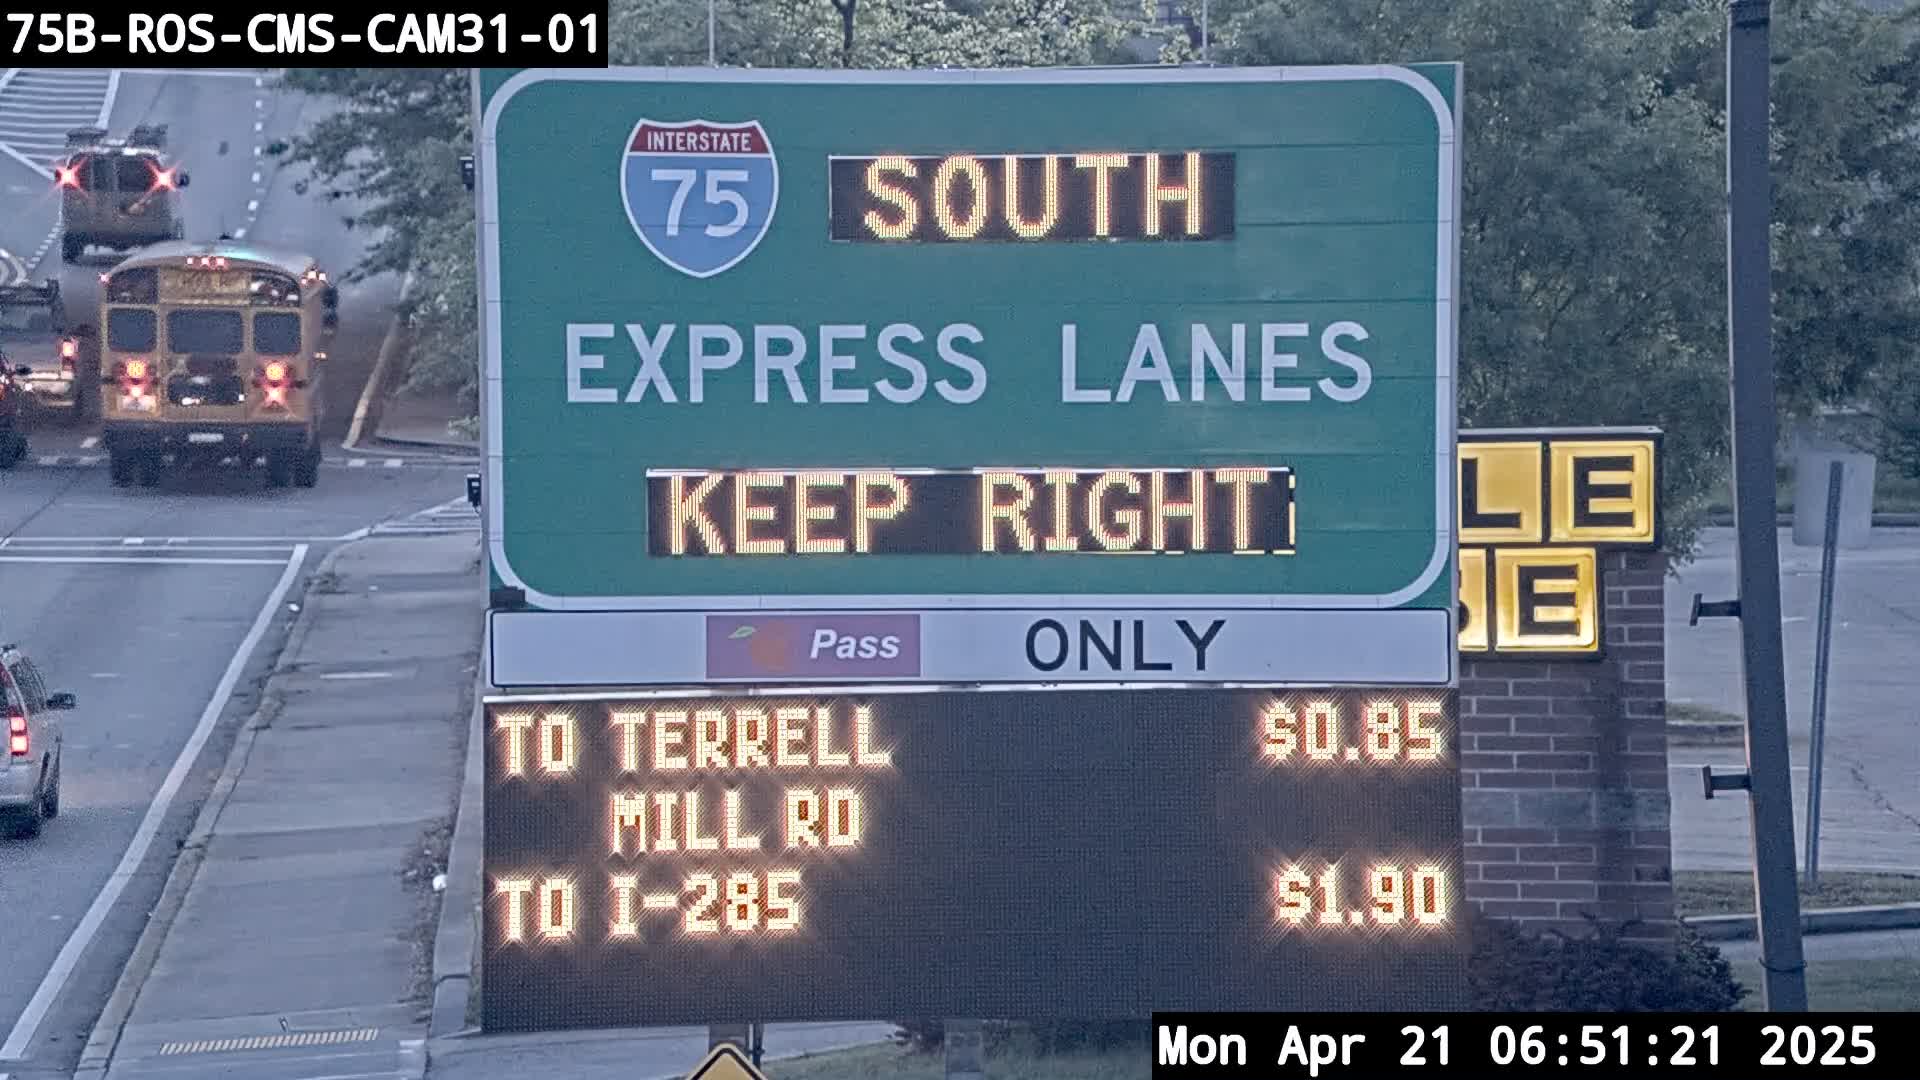 75B-ROS-CMS-CAM31-01
INTERSTATE
75
SOUTH
EXPRESS LANES
KEEP RIGHT
LE
E
Pass ONLY
TO TERRELL $0.85
MILL RD
TO I-285 $1.90
Mon Apr 21 06:51:21 2025